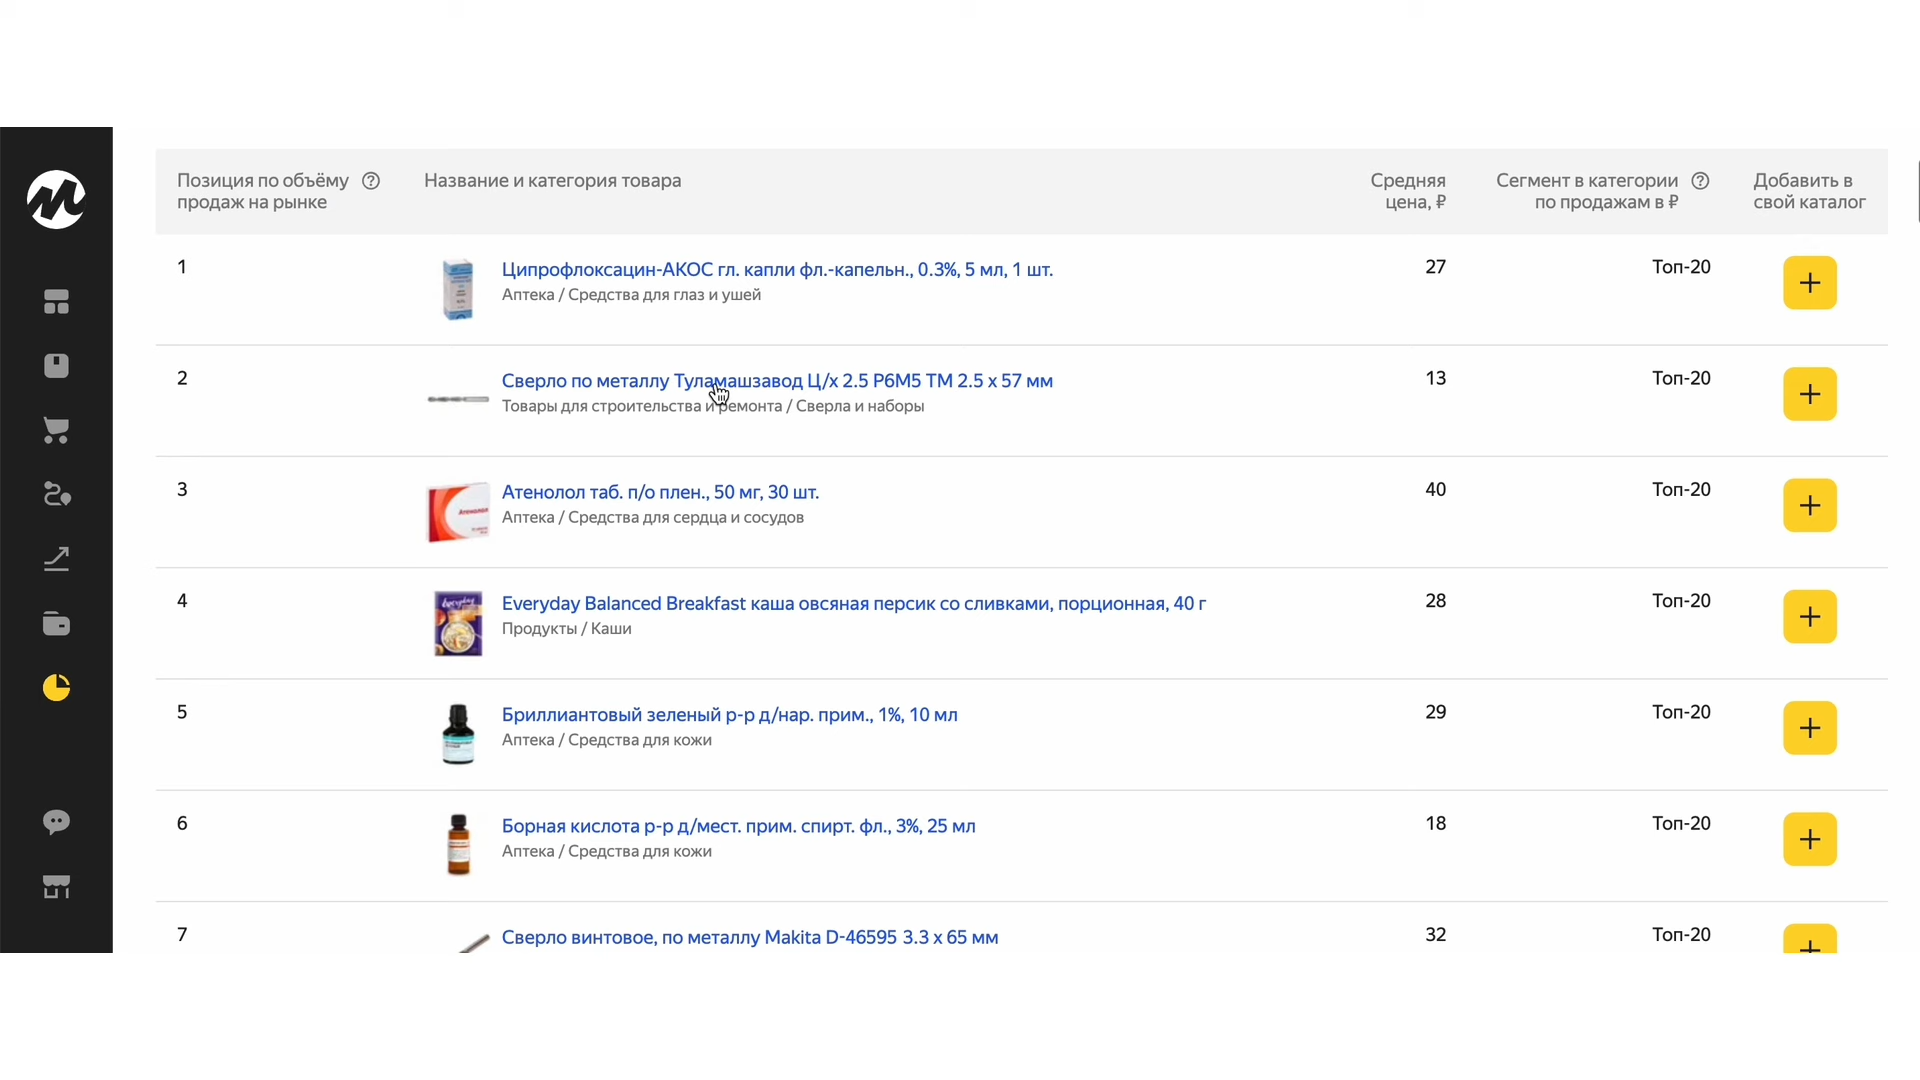 Позиция по объёму
продаж на рынке
Название и категория товара
Средняя
цена, ₽
Сегмент в категории
по продажам в ₽
Добавить в
свой каталог
1
Ципрофлоксацин-АКОС гл. капли фл.-капельн., 0.3%, 5 мл, 1 шт.
Аптека / Средства для глаз и ушей
27
Топ-20
2
Сверло по металлу Туламашзавод Ц/х 2.5 Р6М5 ТМ 2.5 x 57 мм
Товары для строительства и ремонта / Сверла и наборы
13
Топ-20
3
Атенолол
Атенолол таб. п/о плен., 50 мг, 30 шт.
Аптека / Средства для сердца и сосудов
40
Топ-20
4
Everyday
Everyday Balanced Breakfast каша овсяная персик со сливками, порционная, 40 г
Продукты / Каши
28
Топ-20
5
Бриллиантовый зеленый р-р д/нар. прим., 1%, 10 мл
Аптека / Средства для кожи
29
Топ-20
6
Борная кислота р-р д/мест. прим. спирт. фл., 3%, 25 мл
Аптека / Средства для кожи
18
Топ-20
7
Сверло винтовое, по металлу Makita D-46595 3.3 x 65 мм
32
Топ-20